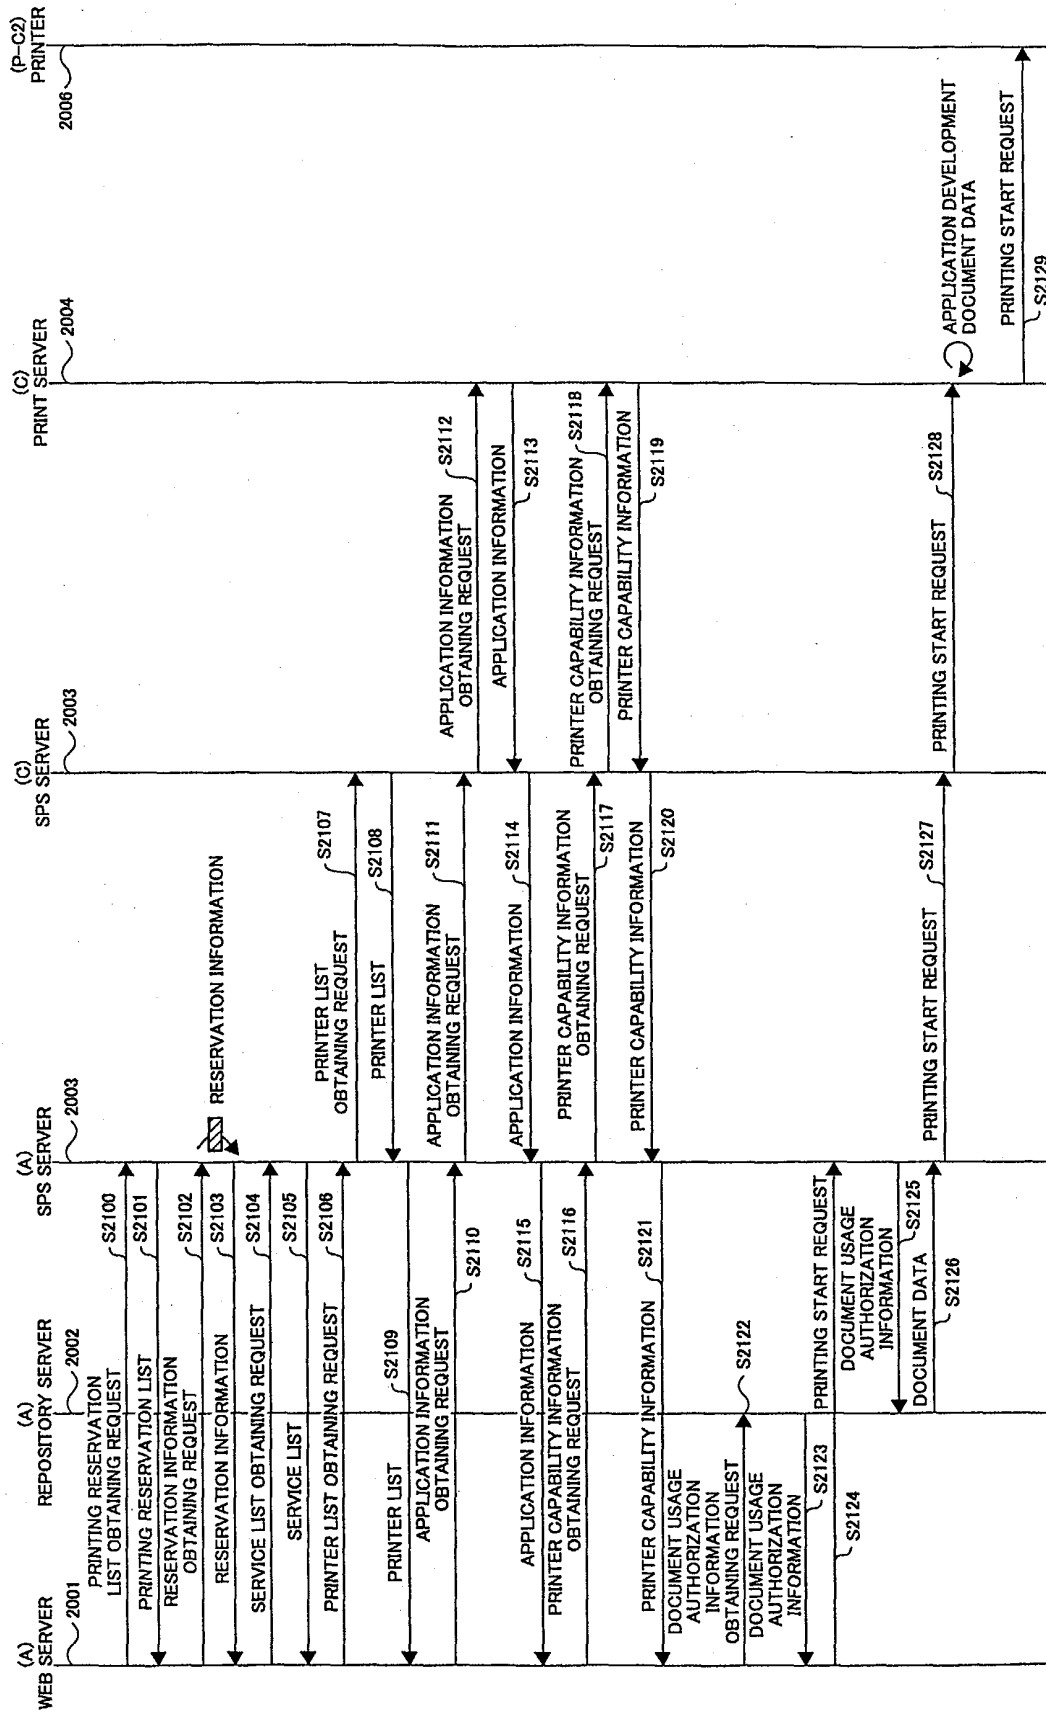 (A)
WEB SERVER
2001
(A)
REPOSITORY SERVER
2002
(A)
SPS SERVER
2003
(C)
SPS SERVER
2003
(C)
PRINT SERVER
2004
(P-C2)
PRINTER
2006
PRINTING RESERVATION
LIST OBTAINING REQUEST
S2100
PRINTING RESERVATION LIST
S2101
RESERVATION INFORMATION
OBTAINING REQUEST
S2102
RESERVATION INFORMATION
RESERVATION INFORMATION
S2103
SERVICE LIST OBTAINING REQUEST
S2104
SERVICE LIST
S2105
PRINTER LIST OBTAINING REQUEST
S2106
PRINTER LIST
OBTAINING REQUEST
S2107
PRINTER LIST
S2108
PRINTER LIST
S2109
APPLICATION INFORMATION
OBTAINING REQUEST
S2110
APPLICATION INFORMATION
OBTAINING REQUEST
S2111
APPLICATION INFORMATION
OBTAINING REQUEST
S2112
APPLICATION INFORMATION
S2113
APPLICATION INFORMATION
S2114
APPLICATION INFORMATION
S2115
PRINTER CAPABILITY INFORMATION
OBTAINING REQUEST
S2116
PRINTER CAPABILITY INFORMATION
OBTAINING REQUEST
S2117
PRINTER CAPABILITY INFORMATION
OBTAINING REQUEST
S2118
PRINTER CAPABILITY INFORMATION
S2119
PRINTER CAPABILITY INFORMATION
S2120
PRINTER CAPABILITY INFORMATION
S2121
DOCUMENT USAGE
AUTHORIZATION
INFORMATION
OBTAINING REQUEST
S2122
DOCUMENT USAGE
AUTHORIZATION
INFORMATION
S2123
PRINTING START REQUEST
S2124
DOCUMENT USAGE
AUTHORIZATION
INFORMATION
S2125
DOCUMENT DATA
S2126
PRINTING START REQUEST
S2127
PRINTING START REQUEST
S2128
APPLICATION DEVELOPMENT
DOCUMENT DATA
PRINTING START REQUEST
S2129